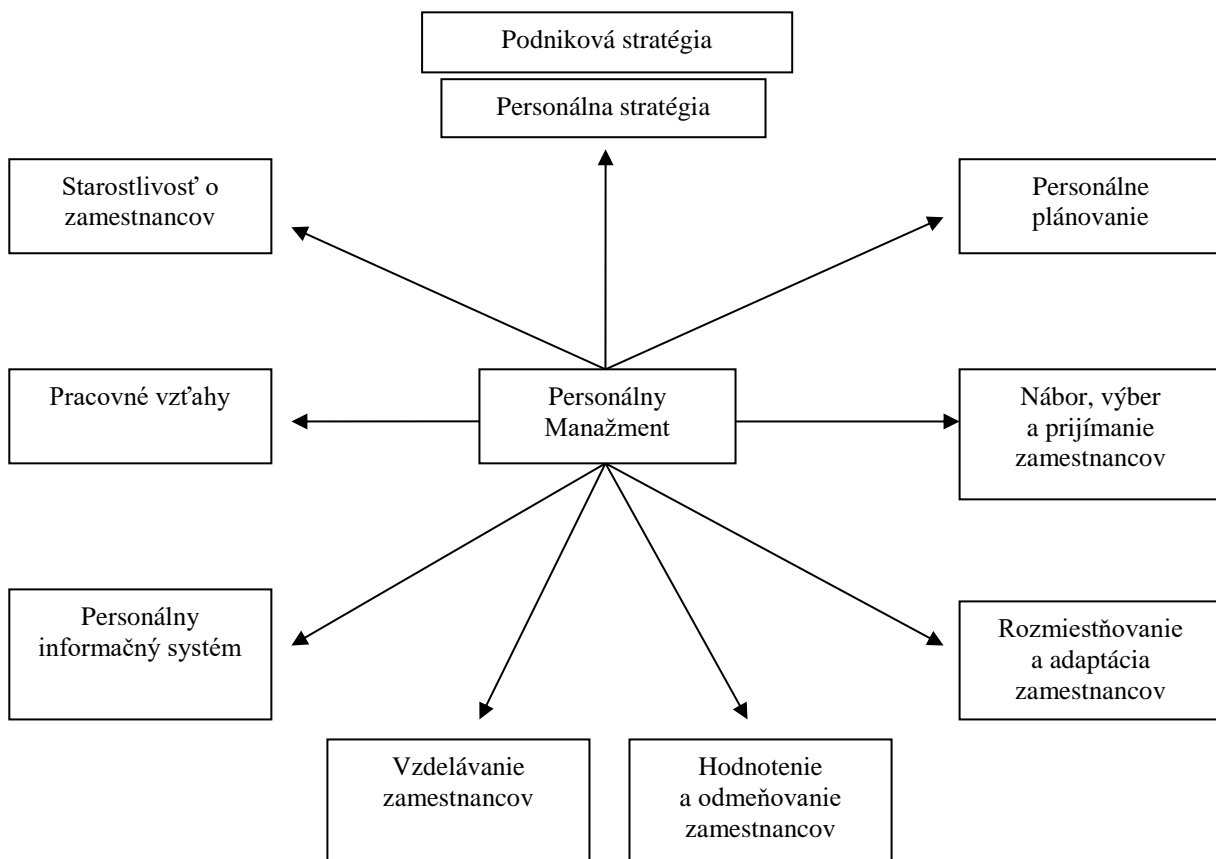 Podniková stratégia
Personálna stratégia
Starostlivosť o
zamestnancov
Personálne
plánovanie
Pracovné vzťahy
Personálny
Manažment
Nábor, výber
a prijímanie
zamestnancov
Personálny
informačný systém
Rozmiestňovanie
a adaptácia
zamestnancov
Vzdelávanie
zamestnancov
Hodnotenie
a odmeňovanie
zamestnancov